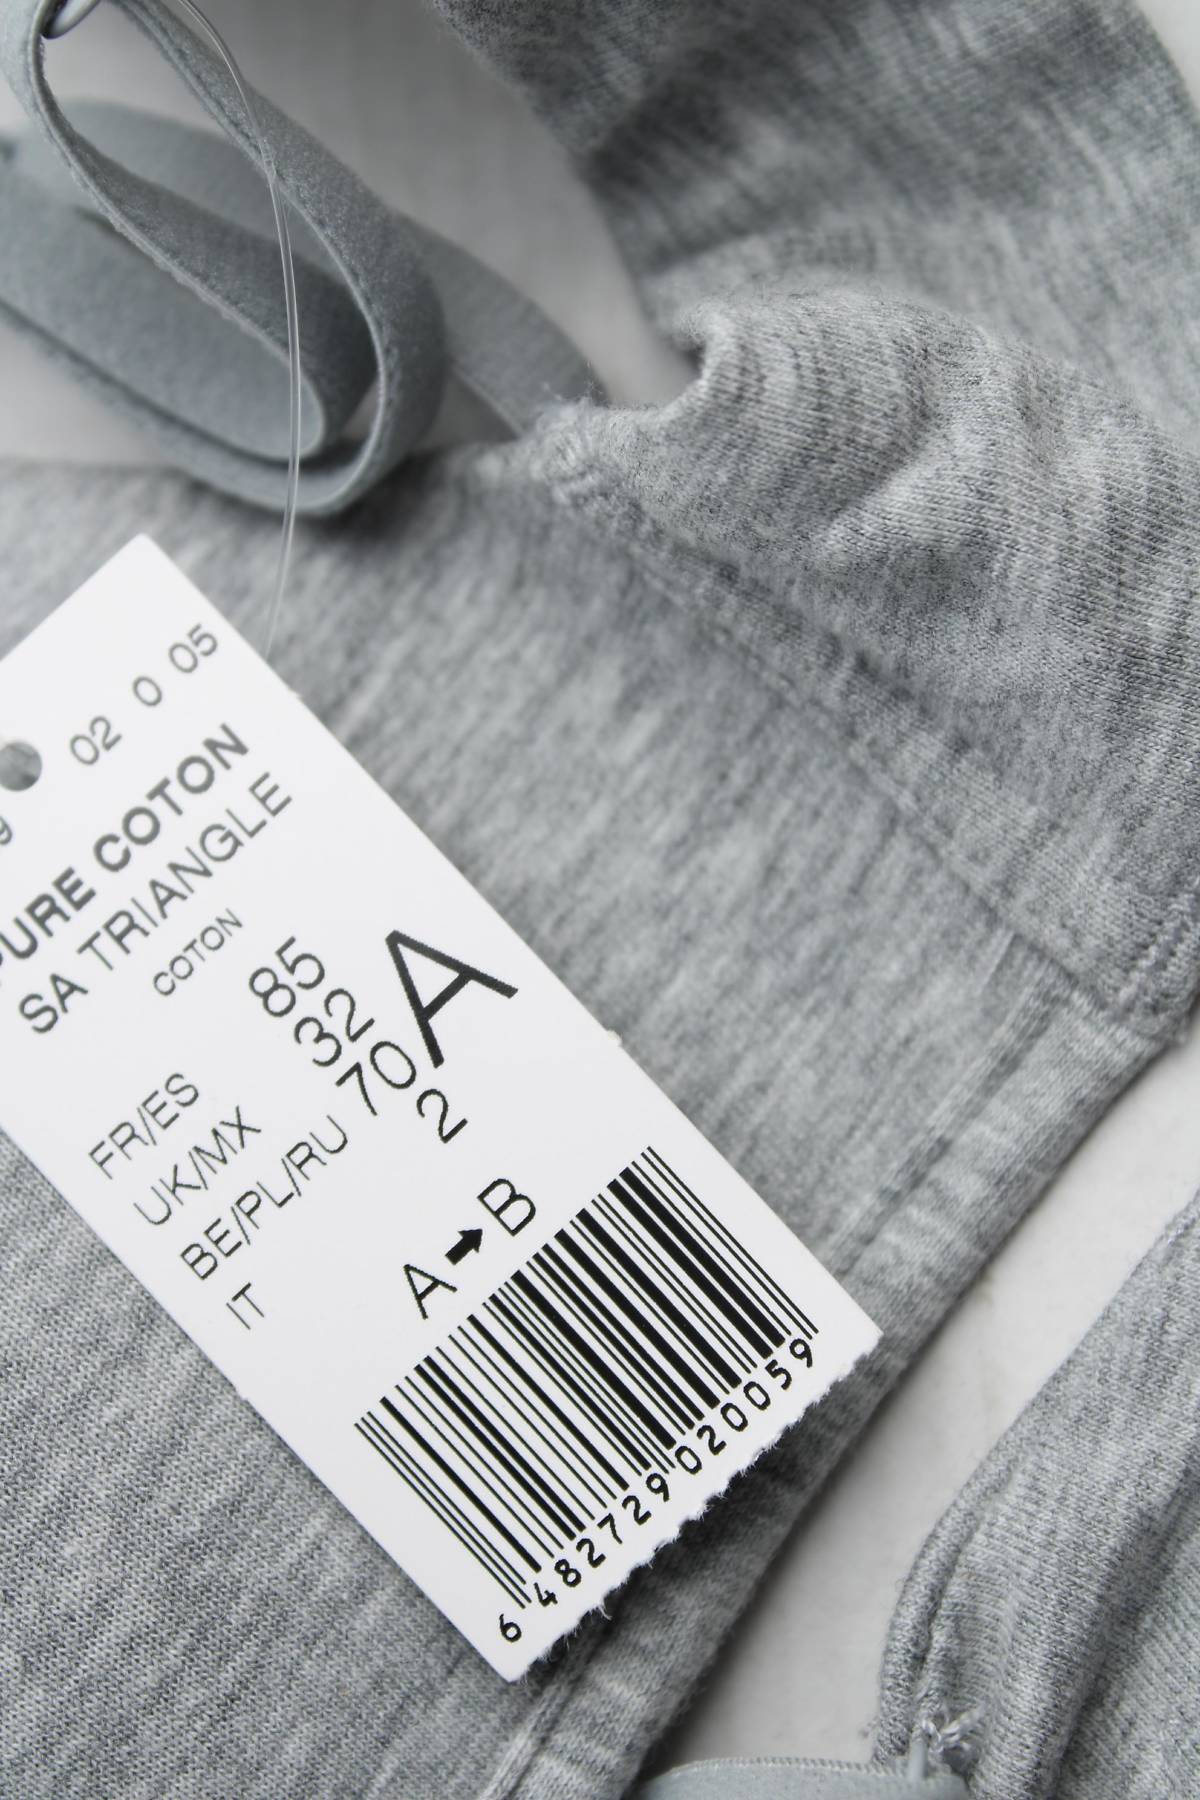 02 0 05
PURE COTON
SA TRIANGLE
COTON
FR/ES 85
UK/MX 32
BE/PL/RU 70
IT 2
A
A➡B
6 482729 020059